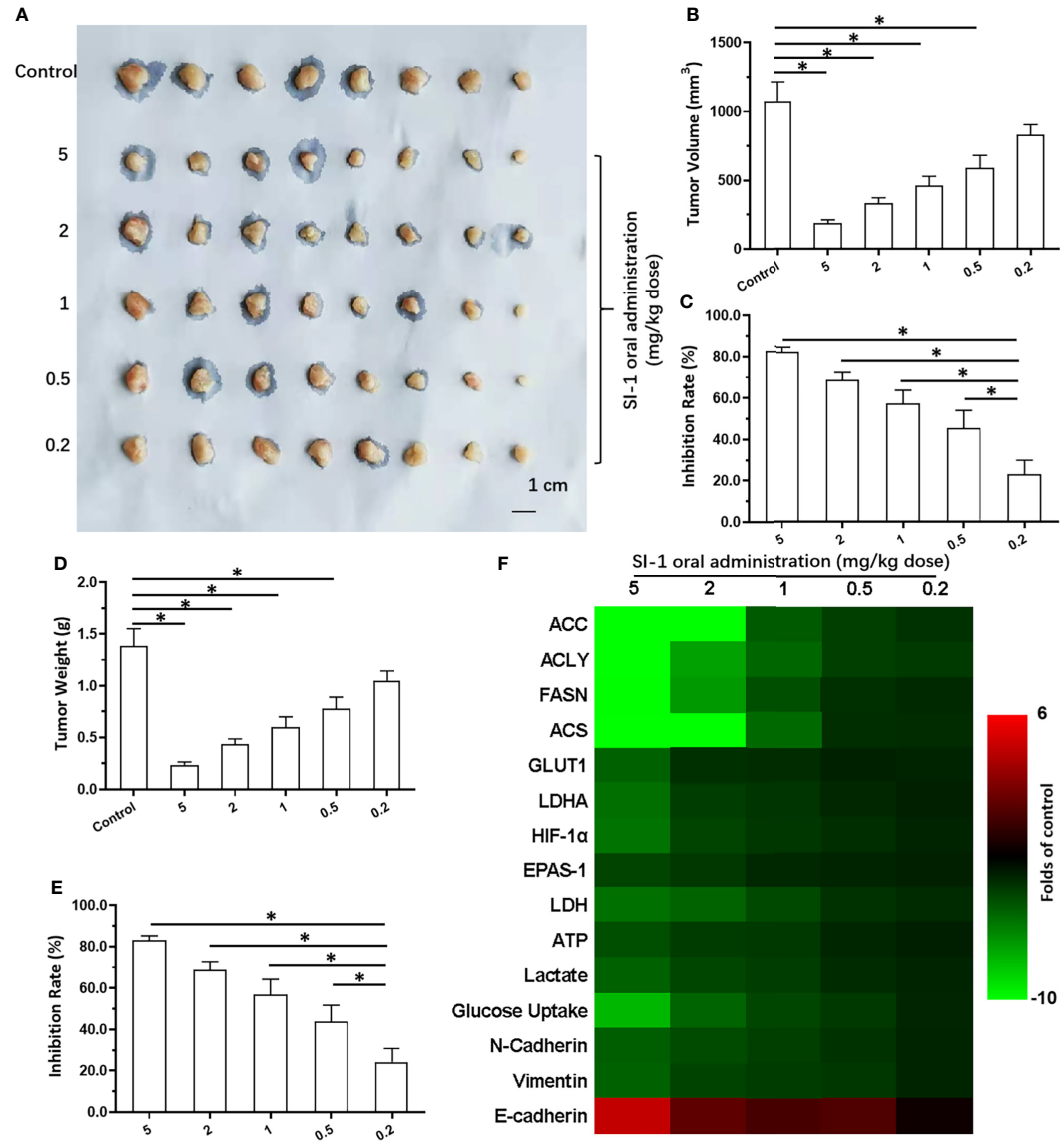 A
Control
5
2
1
0.5
0.2
SI-1 oral administration
(mg/kg dose)
1 cm
B
Tumor Volume (mm³)
1500
1000
500
0
* * * *
Control 5 2 1 0.5 0.2
C
Inhibition Rate (%)
100.0
80.0
60.0
40.0
20.0
0.0
* * * *
5 2 1 0.5 0.2
D
Tumor Weight (g)
2.0
1.5
1.0
0.5
0.0
* * * *
Control 5 2 1 0.5 0.2
E
Inhibition Rate (%)
100.0
80.0
60.0
40.0
20.0
0.0
* * * *
5 2 1 0.5 0.2
F
SI-1 oral administration (mg/kg dose)
5 2 1 0.5 0.2
ACC
ACLY
FASN
ACS
GLUT1
LDHA
HIF-1α
EPAS-1
LDH
ATP
Lactate
Glucose Uptake
N-Cadherin
Vimentin
E-cadherin
6
Folds of control
-10